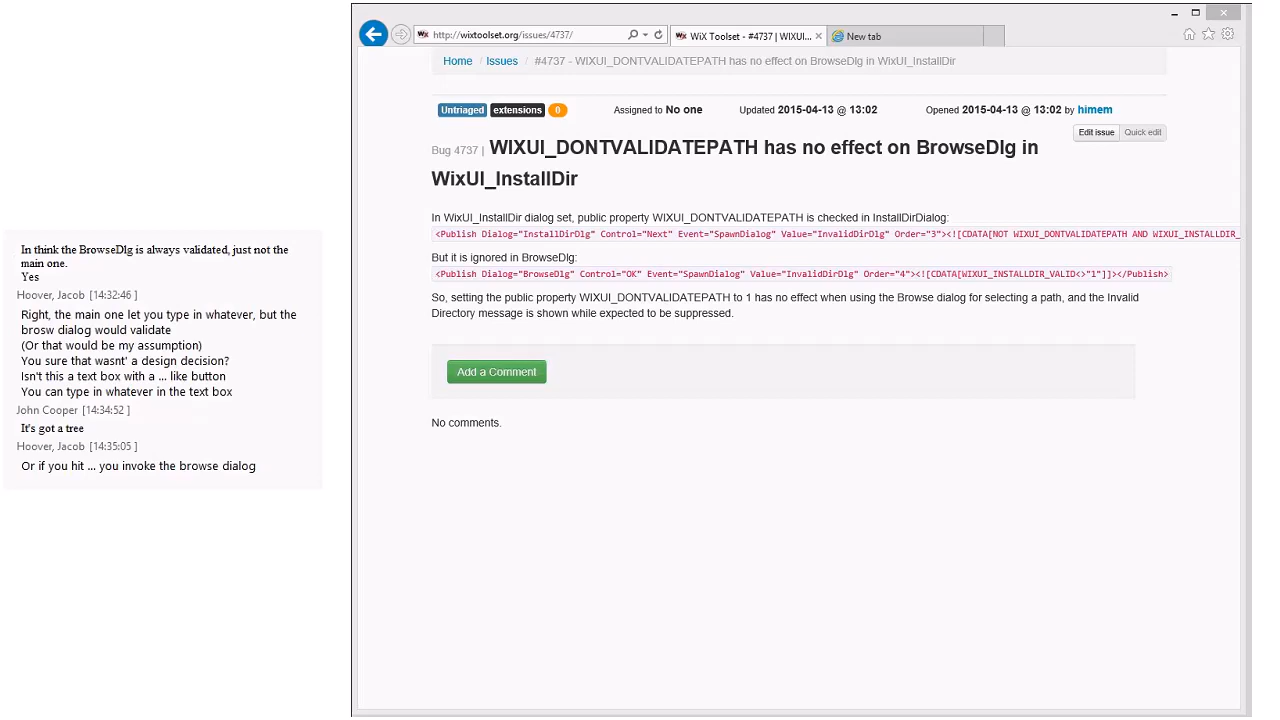 In think the BrowseDlg is always validated, just not the
main one.
Yes
Hoover, Jacob [14:32:46 ]
Right, the main one let you type in whatever, but the
brosw dialog would validate
(Or that would be my assumption)
You sure that wasnt' a design decision?
Isn't this a text box with a ... like button
You can type in whatever in the text box
John Cooper [14:34:52 ]
It's got a tree
Hoover, Jacob [14:35:05 ]
Or if you hit ... you invoke the browse dialog
http://wixtoolset.org/issues/4737/
WiX Toolset - #4737 | WIXUI...
New tab
Home / Issues / #4737 - WIXUI_DONTVALIDATEPATH has no effect on BrowseDlg in WixUI_InstallDir
Untriaged extensions 0 Assigned to No one Updated 2015-04-13 @ 13:02 Opened 2015-04-13 @ 13:02 by himem
Edit issue Quick edit
Bug 4737 | WIXUI_DONTVALIDATEPATH has no effect on BrowseDlg in
WixUI_InstallDir
In WixUI_InstallDir dialog set, public property WIXUI_DONTVALIDATEPATH is checked in InstallDirDialog:
<Publish Dialog="InstallDirDlg" Control="Next" Event="SpawnDialog" Value="InvalidDirDlg" Order="3"><![CDATA[NOT WIXUI_DONTVALIDATEPATH AND WIXUI_INSTALLDIR_
But it is ignored in BrowseDlg:
<Publish Dialog="BrowseDlg" Control="OK" Event="SpawnDialog" Value="InvalidDirDlg" Order="4"><![CDATA[WIXUI_INSTALLDIR_VALID<>"1"]]></Publish>
So, setting the public property WIXUI_DONTVALIDATEPATH to 1 has no effect when using the Browse dialog for selecting a path, and the Invalid
Directory message is shown while expected to be suppressed.
Add a Comment
No comments.